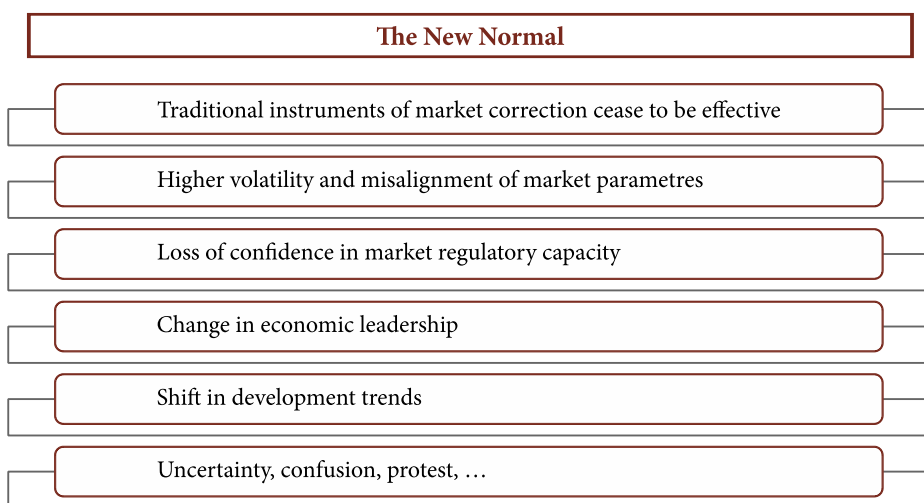 The New Normal
Traditional instruments of market correction cease to be effective
Higher volatility and misalignment of market parametres
Loss of confidence in market regulatory capacity
Change in economic leadership
Shift in development trends
Uncertainty, confusion, protest, …